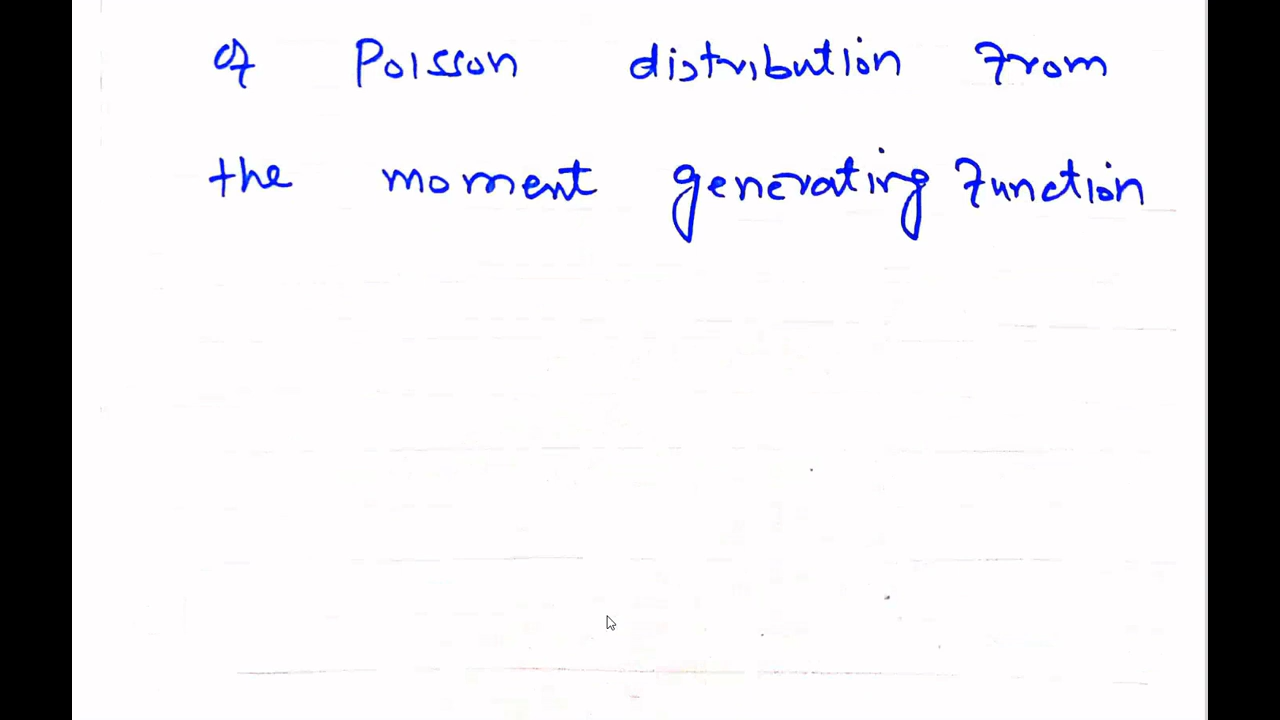 of Poisson distribution from
the moment generating function